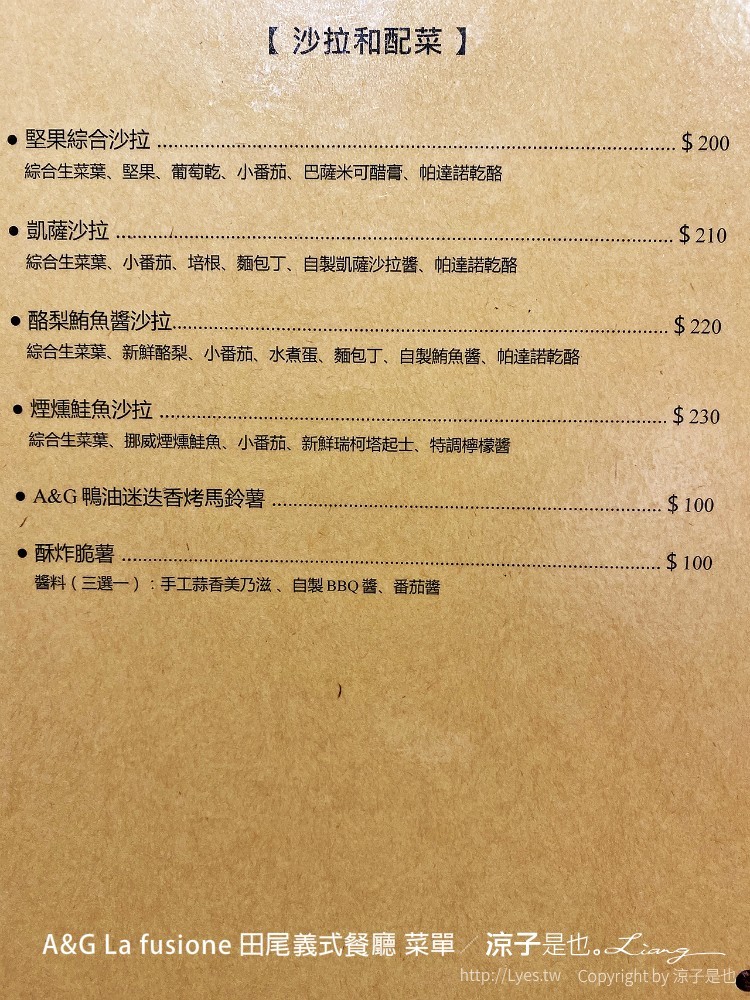 【 沙拉和配菜 】
● 堅果綜合沙拉 ........ $ 200
綜合生菜葉、堅果、葡萄乾、小番茄、巴薩米可醋膏、帕達諾乾酪
● 凱薩沙拉 ........ $ 210
綜合生菜葉、小番茄、培根、麵包丁、自製凱薩沙拉醬、帕達諾乾酪
● 酪梨鮪魚醬沙拉........ $ 220
綜合生菜葉、新鮮酪梨、小番茄、水煮蛋、麵包丁、自製鮪魚醬、帕達諾乾酪
● 煙燻鮭魚沙拉 ........ $ 230
綜合生菜葉、挪威煙燻鮭魚、小番茄、新鮮瑞柯塔起士、特調檸檬醬
● A&G 鴨油迷迭香烤馬鈴薯 ........ $ 100
● 酥炸脆薯 ........ $ 100
醬料（三選一）: 手工蒜香美乃滋 、自製 BBQ 醬、番茄醬
A&G La fusione 田尾義式餐廳 菜單／涼子是也。Liang
http://Lyes.tw Copyright by 涼子是也